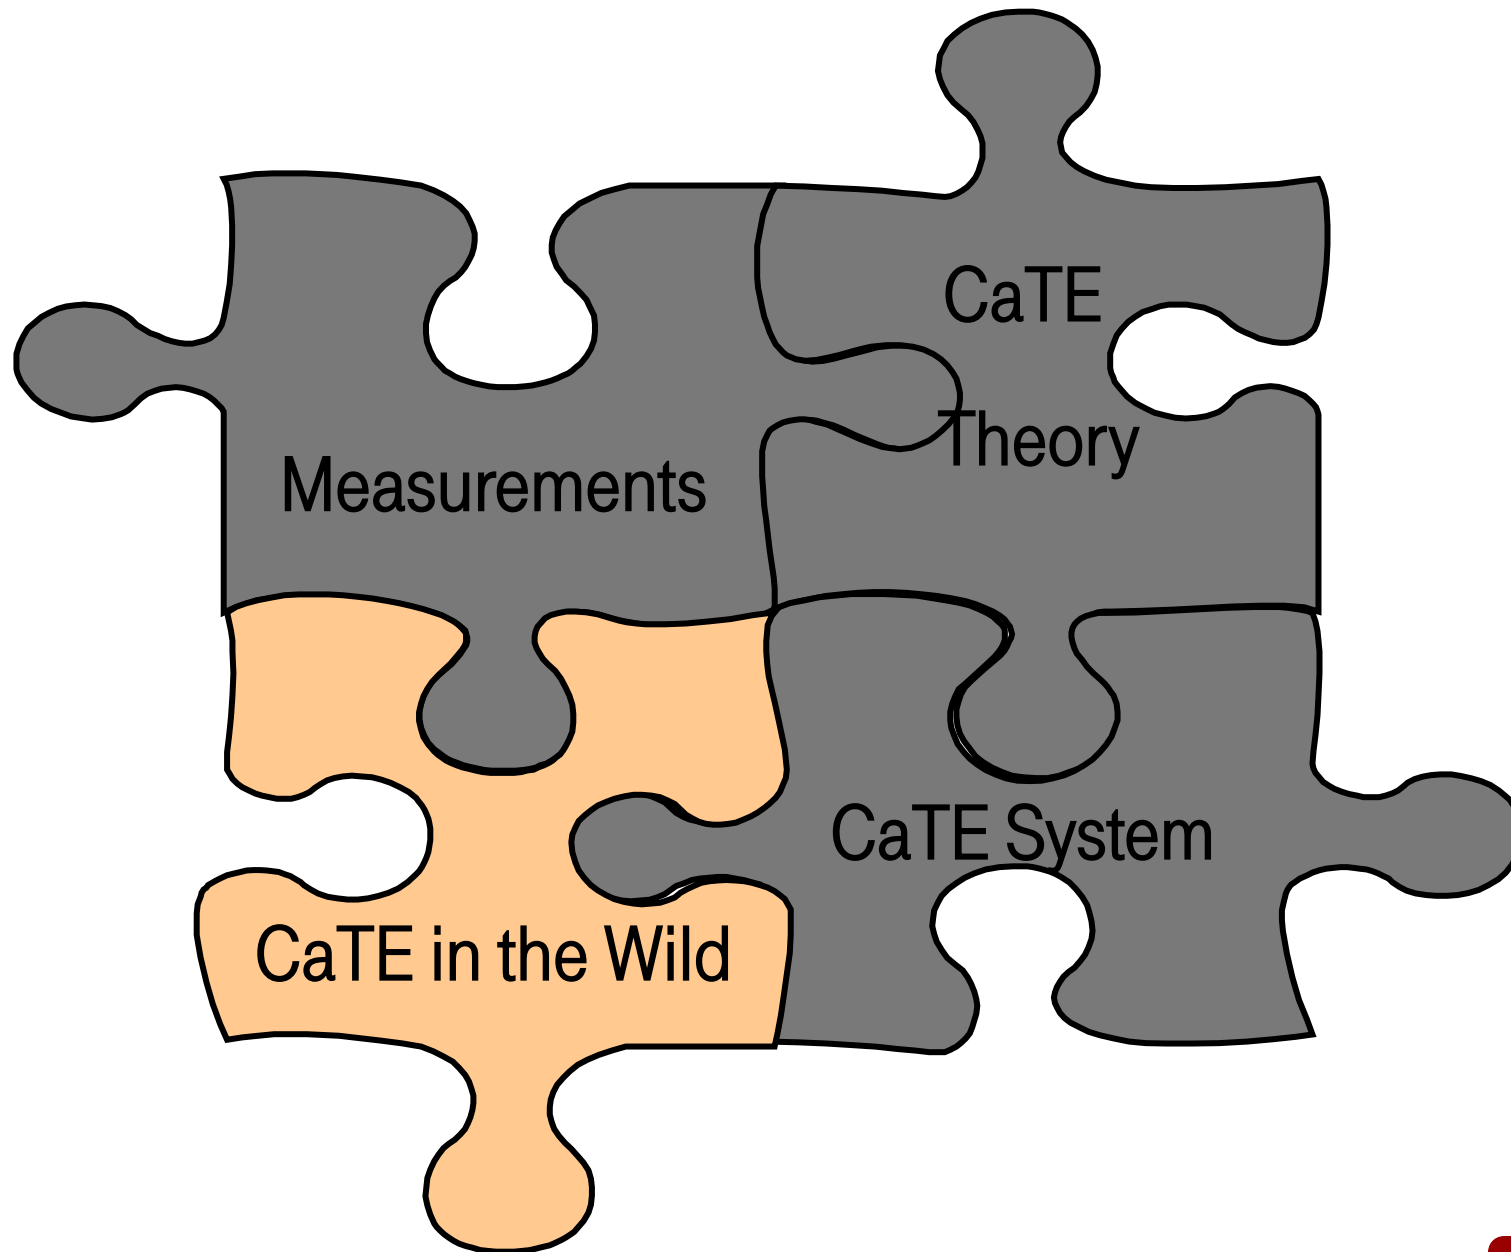 CaTE
Theory
Measurements
CaTE System
CaTE in the Wild